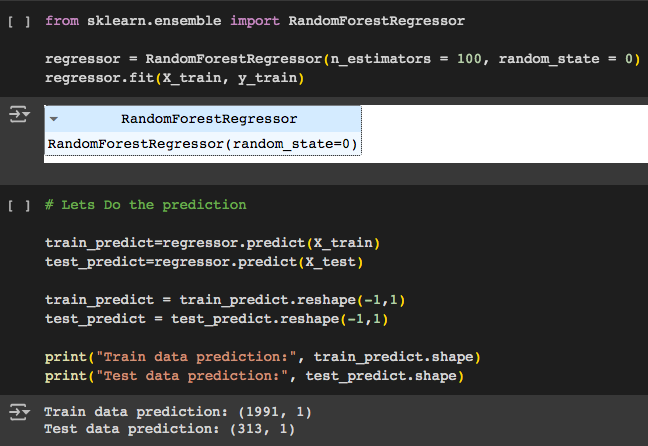 [ ] from sklearn.ensemble import RandomForestRegressor
regressor = RandomForestRegressor(n_estimators = 100, random_state = 0)
regressor.fit(X_train, y_train)
RandomForestRegressor
RandomForestRegressor(random_state=0)
[ ] # Lets Do the prediction
train_predict=regressor.predict(X_train)
test_predict=regressor.predict(X_test)
train_predict = train_predict.reshape(-1,1)
test_predict = test_predict.reshape(-1,1)
print("Train data prediction:", train_predict.shape)
print("Test data prediction:", test_predict.shape)
Train data prediction: (1991, 1)
Test data prediction: (313, 1)